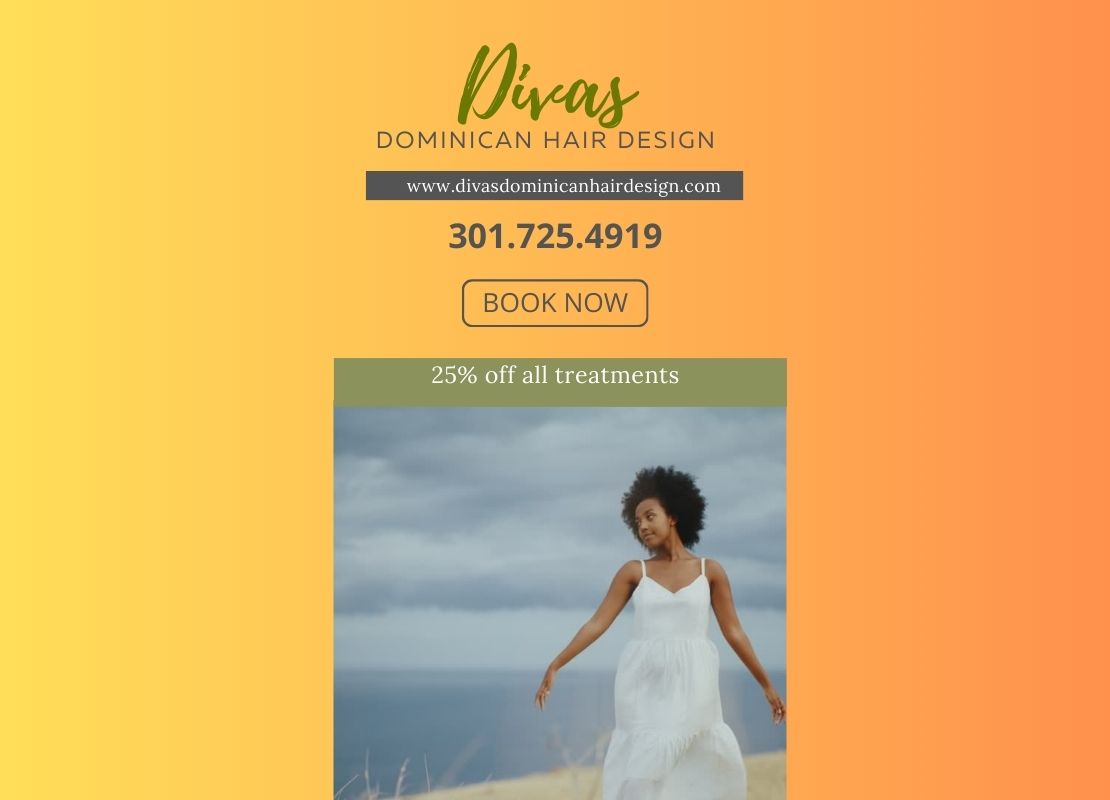 Divas
DOMINICAN HAIR DESIGN
www.divasdominicanhairdesign.com
301.725.4919
BOOK NOW
25% off all treatments